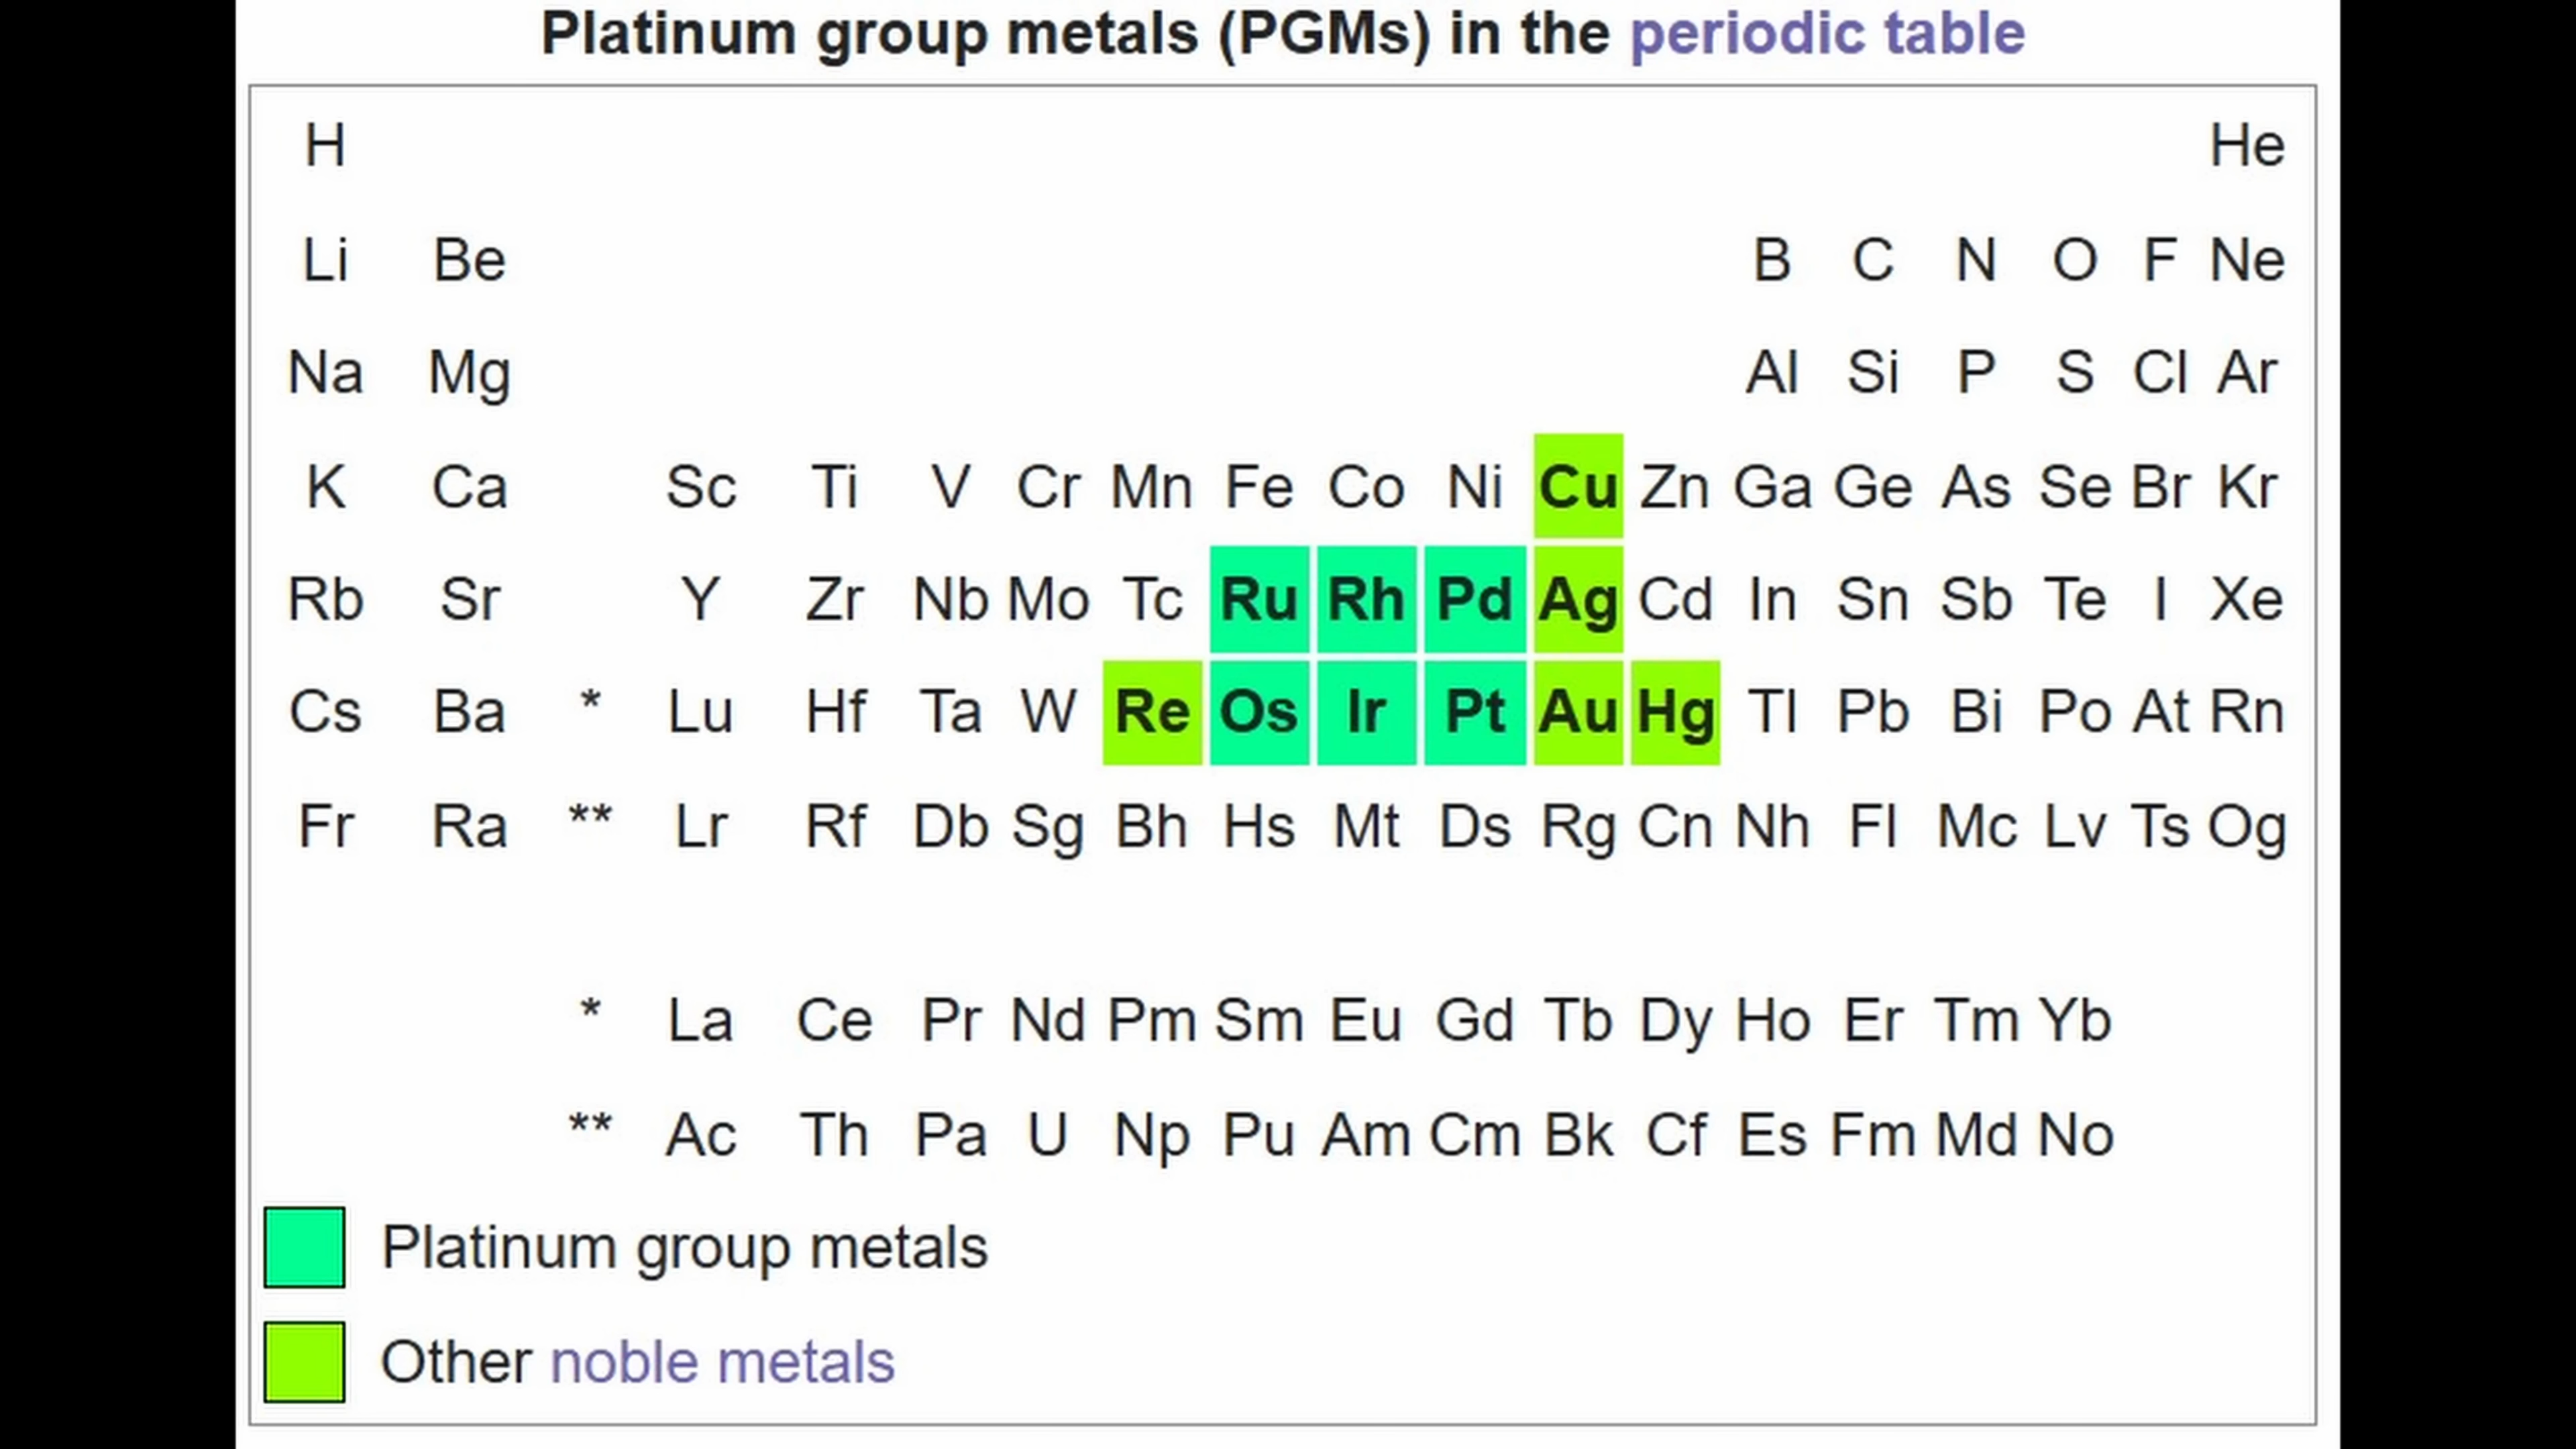 Platinum group metals (PGMs) in the periodic table
H He
Li Be B C N O F Ne
Na Mg Al Si P S Cl Ar
K Ca Sc Ti V Cr Mn Fe Co Ni Cu Zn Ga Ge As Se Br Kr
Rb Sr Y Zr Nb Mo Tc Ru Rh Pd Ag Cd In Sn Sb Te I Xe
Cs Ba * Lu Hf Ta W Re Os Ir Pt Au Hg Tl Pb Bi Po At Rn
Fr Ra ** Lr Rf Db Sg Bh Hs Mt Ds Rg Cn Nh Fl Mc Lv Ts Og
* La Ce Pr Nd Pm Sm Eu Gd Tb Dy Ho Er Tm Yb
** Ac Th Pa U Np Pu Am Cm Bk Cf Es Fm Md No
Platinum group metals
Other noble metals